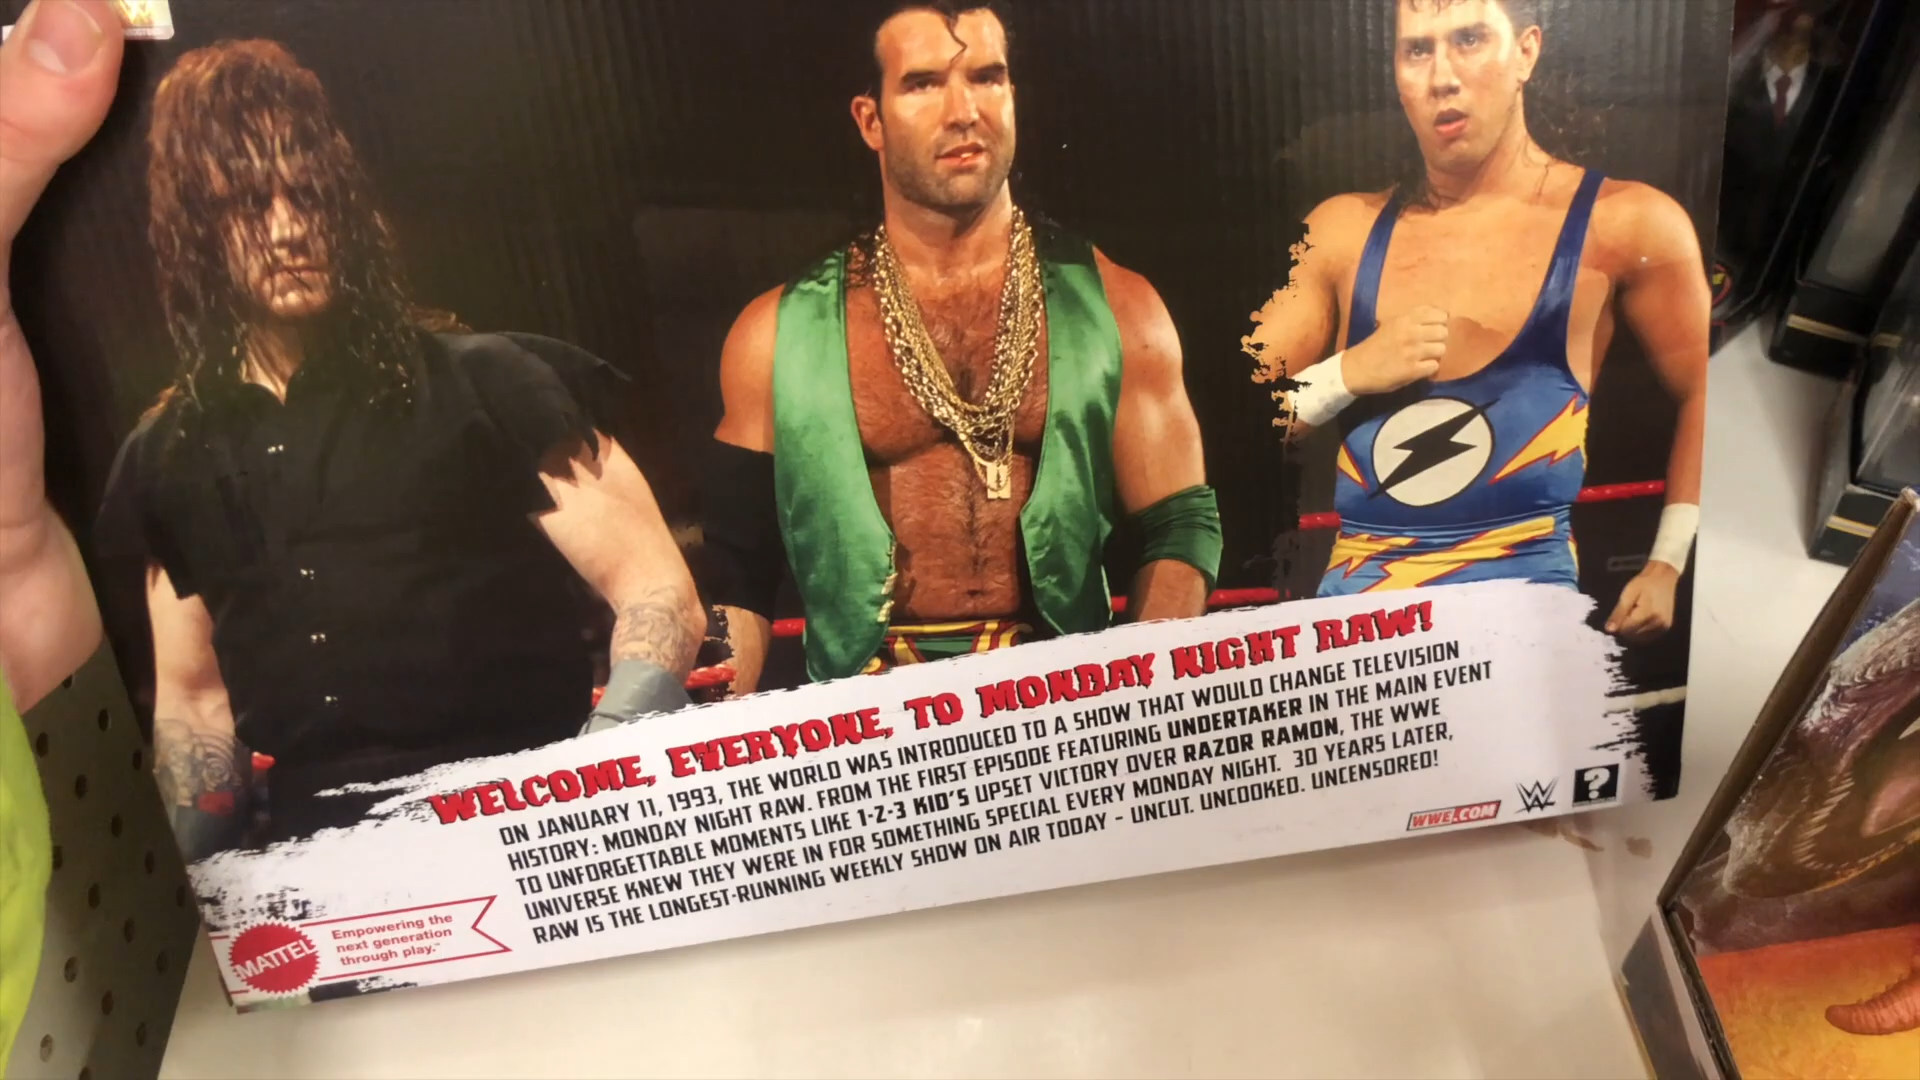 WELCOME, EVERYONE, TO MONDAY NIGHT RAW!
ON JANUARY 11, 1993, THE WORLD WAS INTRODUCED TO A SHOW THAT WOULD CHANGE TELEVISION
HISTORY: MONDAY NIGHT RAW. FROM THE FIRST EPISODE FEATURING UNDERTAKER IN THE MAIN EVENT
TO UNFORGETTABLE MOMENTS LIKE 1-2-3 KID'S UPSET VICTORY OVER RAZOR RAMON, THE WWE
UNIVERSE KNEW THEY WERE IN FOR SOMETHING SPECIAL EVERY MONDAY NIGHT. 30 YEARS LATER,
RAW IS THE LONGEST-RUNNING WEEKLY SHOW ON AIR TODAY - UNCUT. UNCOOKED. UNCENSORED!
WWE.COM
W
?
MATTEL
Empowering the
next generation
through play.™